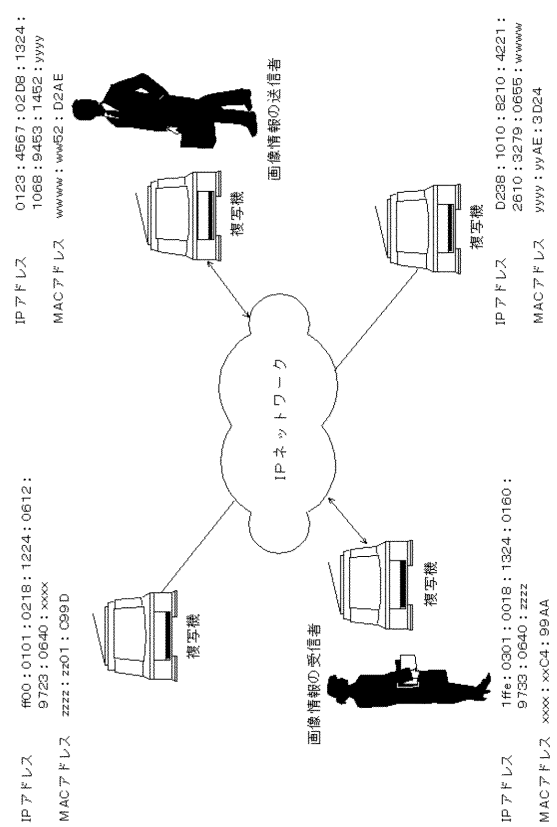 IPアドレス ff00:0101:0218:1224:0612:
9723:0640:xxxx
MACアドレス zzzz:zz01:C99D
複写機
IPアドレス 0123:4567:02D8:1324:
1068:9453:1452:yyyy
MACアドレス wwww:ww52:D2AE
複写機
画像情報の送信者
IPネットワーク
画像情報の受信者
複写機
IPアドレス 1ffe:0301:0018:1324:0160:
9733:0640:zzzz
MACアドレス xxxx:xxC4:99AA
複写機
IPアドレス D238:1010:8210:4221:
2610:3279:0655:wwww
MACアドレス yyyy:yyAE:3D24